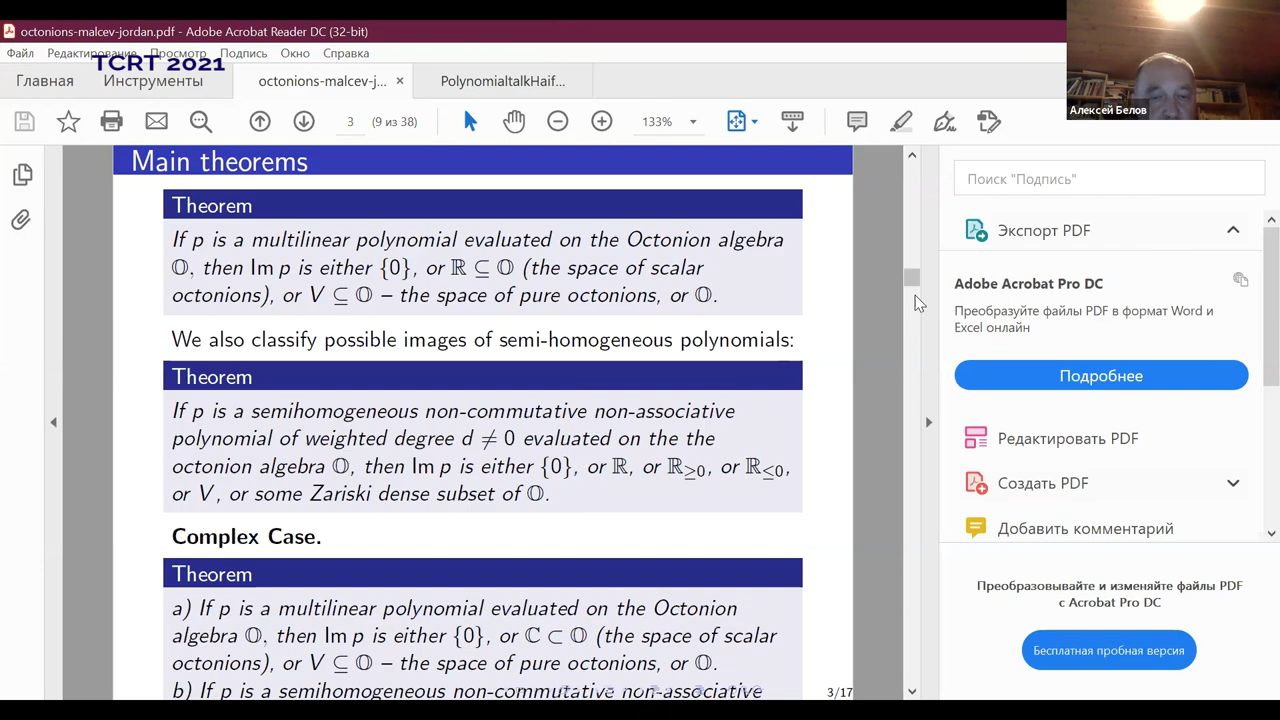 octonions-malcev-jordan.pdf - Adobe Acrobat Reader DC (32-bit)
Файл Редактирование Просмотр Подпись Окно Справка
TCRT 2021
Главная Инструменты octonions-malcev-j... × PolynomialtalkHaif...
3 (9 из 38) 133%
Алексей Белов
Main theorems
Theorem
If p is a multilinear polynomial evaluated on the Octonion algebra
𝕆, then Im p is either {0}, or ℝ ⊆ 𝕆 (the space of scalar
octonions), or V ⊆ 𝕆 – the space of pure octonions, or 𝕆.
We also classify possible images of semi-homogeneous polynomials:
Theorem
If p is a semihomogeneous non-commutative non-associative
polynomial of weighted degree d ≠ 0 evaluated on the the
octonion algebra 𝕆, then Im p is either {0}, or ℝ, or ℝ≥0, or ℝ≤0,
or V, or some Zariski dense subset of 𝕆.
Complex Case.
Theorem
a) If p is a multilinear polynomial evaluated on the Octonion
algebra 𝕆, then Im p is either {0}, or ℂ ⊂ 𝕆 (the space of scalar
octonions), or V ⊆ 𝕆 – the space of pure octonions, or 𝕆.
b) If p is a semihomogeneous non-commutative non-associative
3/17
Поиск "Подпись"
Экспорт PDF
Adobe Acrobat Pro DC
Преобразуйте файлы PDF в формат Word и
Excel онлайн
Подробнее
Редактировать PDF
Создать PDF
Добавить комментарий
Преобразовывайте и изменяйте файлы PDF
с Acrobat Pro DC
Бесплатная пробная версия